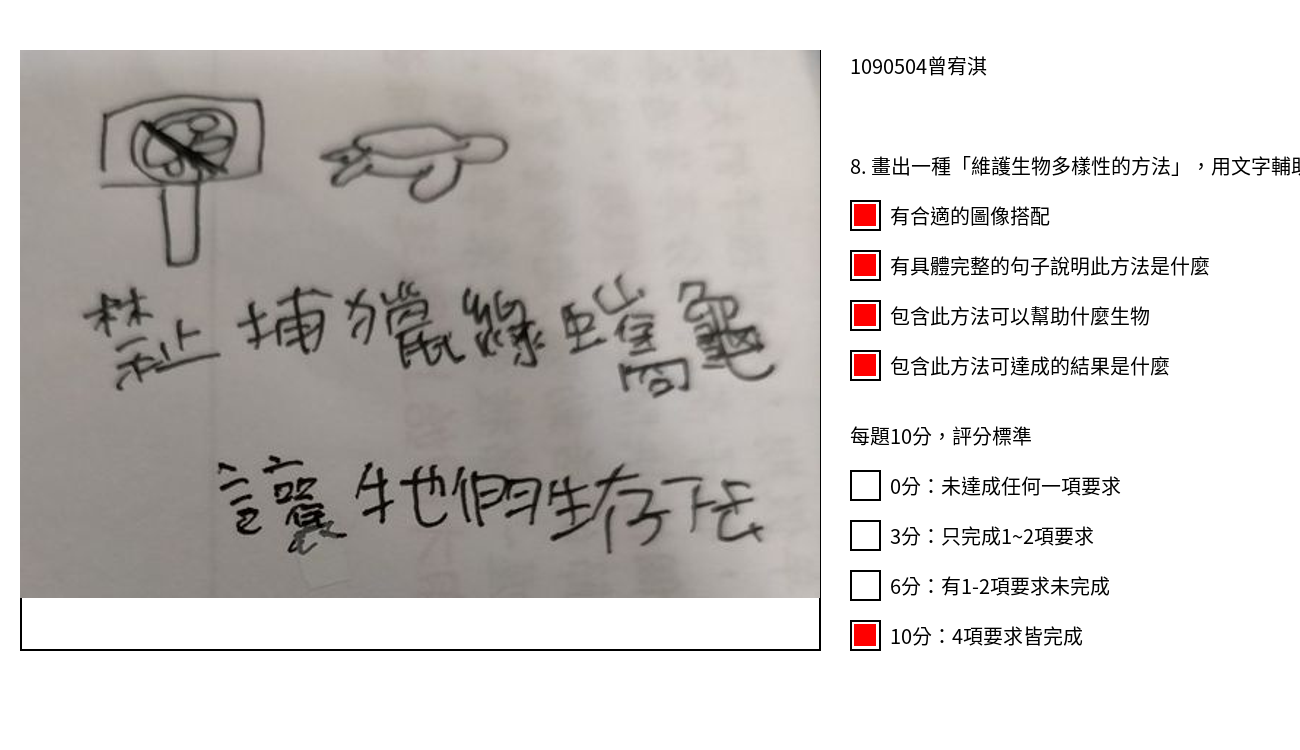 禁止捕獵綠蠵龜
讓牠們生存下去
1090504曾宥淇
8. 畫出一種「維護生物多樣性的方法」，用文字輔助
有合適的圖像搭配
有具體完整的句子說明此方法是什麼
包含此方法可以幫助什麼生物
包含此方法可達成的結果是什麼
每題10分，評分標準
0分：未達成任何一項要求
3分：只完成1~2項要求
6分：有1-2項要求未完成
10分：4項要求皆完成